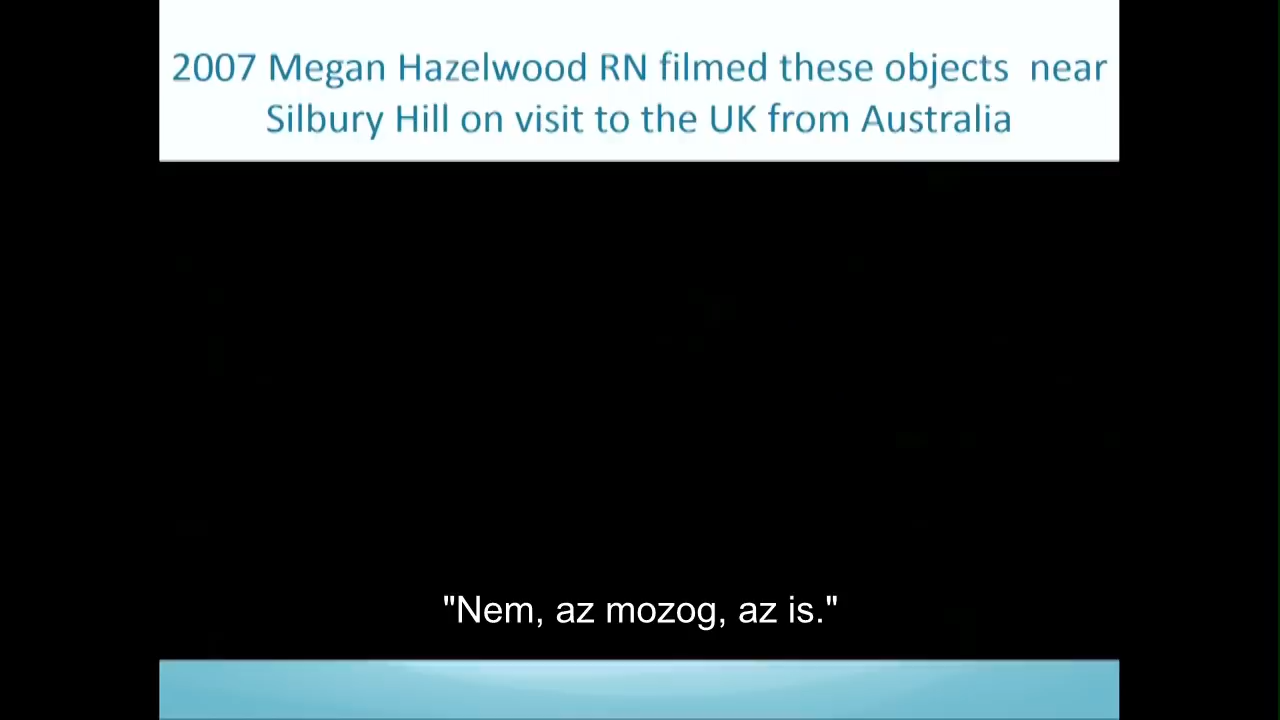 2007 Megan Hazelwood RN filmed these objects  near
Silbury Hill on visit to the UK from Australia
"Nem, az mozog, az is."